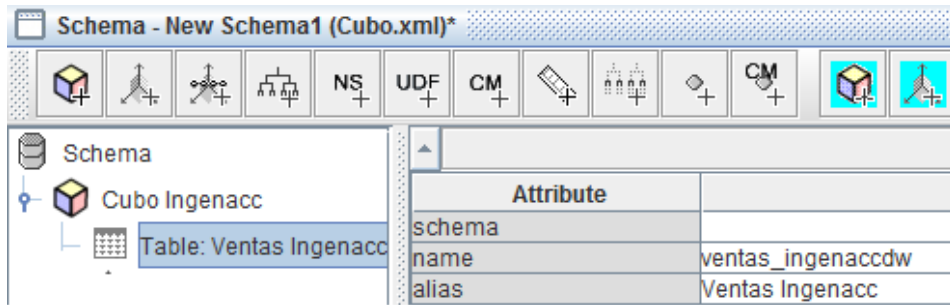 Schema - New Schema1 (Cubo.xml)*
NS UDF CM CM
Schema
Cubo Ingenacc
Table: Ventas Ingenacc
Attribute
schema
name ventas_ingenaccdw
alias Ventas Ingenacc